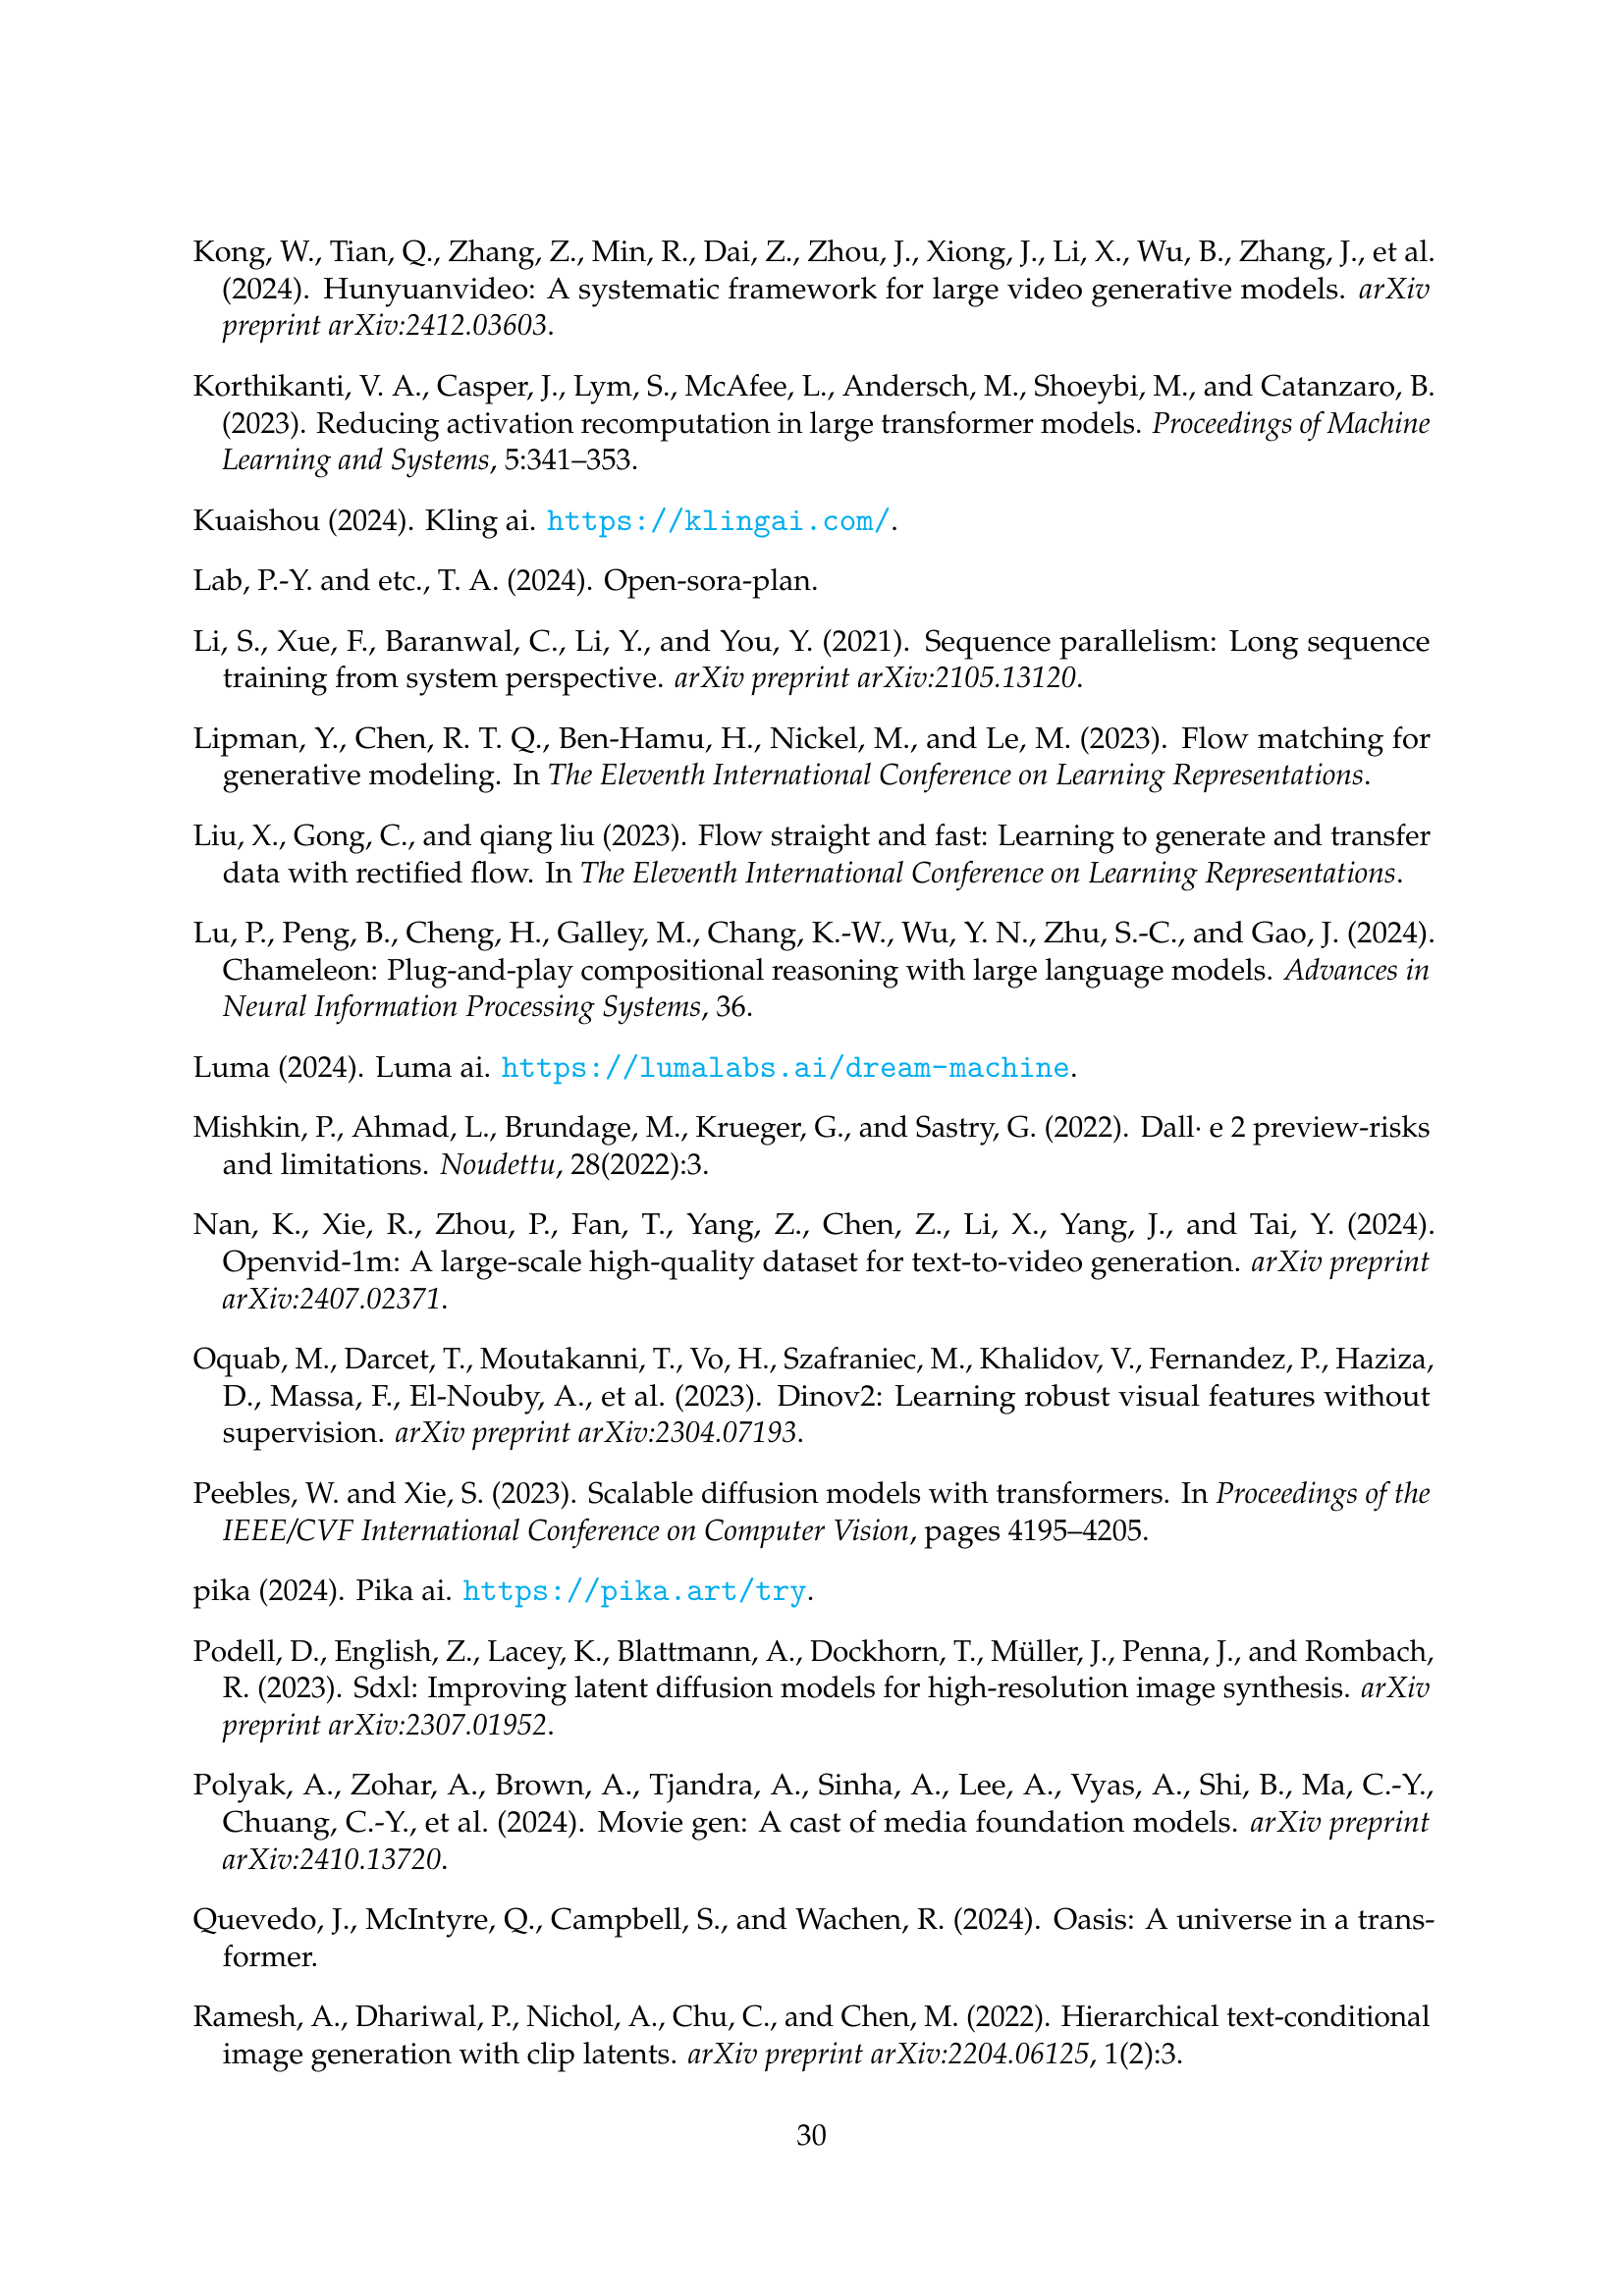 Kong, W., Tian, Q., Zhang, Z., Min, R., Dai, Z., Zhou, J., Xiong, J., Li, X., Wu, B., Zhang, J., et al.
(2024). Hunyuanvideo: A systematic framework for large video generative models. arXiv
preprint arXiv:2412.03603.
Korthikanti, V. A., Casper, J., Lym, S., McAfee, L., Andersch, M., Shoeybi, M., and Catanzaro, B.
(2023). Reducing activation recomputation in large transformer models. Proceedings of Machine
Learning and Systems, 5:341–353.
Kuaishou (2024). Kling ai. https://klingai.com/.
Lab, P.-Y. and etc., T. A. (2024). Open-sora-plan.
Li, S., Xue, F., Baranwal, C., Li, Y., and You, Y. (2021). Sequence parallelism: Long sequence
training from system perspective. arXiv preprint arXiv:2105.13120.
Lipman, Y., Chen, R. T. Q., Ben-Hamu, H., Nickel, M., and Le, M. (2023). Flow matching for
generative modeling. In The Eleventh International Conference on Learning Representations.
Liu, X., Gong, C., and qiang liu (2023). Flow straight and fast: Learning to generate and transfer
data with rectified flow. In The Eleventh International Conference on Learning Representations.
Lu, P., Peng, B., Cheng, H., Galley, M., Chang, K.-W., Wu, Y. N., Zhu, S.-C., and Gao, J. (2024).
Chameleon: Plug-and-play compositional reasoning with large language models. Advances in
Neural Information Processing Systems, 36.
Luma (2024). Luma ai. https://lumalabs.ai/dream-machine.
Mishkin, P., Ahmad, L., Brundage, M., Krueger, G., and Sastry, G. (2022). Dall· e 2 preview-risks
and limitations. Noudettu, 28(2022):3.
Nan, K., Xie, R., Zhou, P., Fan, T., Yang, Z., Chen, Z., Li, X., Yang, J., and Tai, Y. (2024).
Openvid-1m: A large-scale high-quality dataset for text-to-video generation. arXiv preprint
arXiv:2407.02371.
Oquab, M., Darcet, T., Moutakanni, T., Vo, H., Szafraniec, M., Khalidov, V., Fernandez, P., Haziza,
D., Massa, F., El-Nouby, A., et al. (2023). Dinov2: Learning robust visual features without
supervision. arXiv preprint arXiv:2304.07193.
Peebles, W. and Xie, S. (2023). Scalable diffusion models with transformers. In Proceedings of the
IEEE/CVF International Conference on Computer Vision, pages 4195–4205.
pika (2024). Pika ai. https://pika.art/try.
Podell, D., English, Z., Lacey, K., Blattmann, A., Dockhorn, T., Müller, J., Penna, J., and Rombach,
R. (2023). Sdxl: Improving latent diffusion models for high-resolution image synthesis. arXiv
preprint arXiv:2307.01952.
Polyak, A., Zohar, A., Brown, A., Tjandra, A., Sinha, A., Lee, A., Vyas, A., Shi, B., Ma, C.-Y.,
Chuang, C.-Y., et al. (2024). Movie gen: A cast of media foundation models. arXiv preprint
arXiv:2410.13720.
Quevedo, J., McIntyre, Q., Campbell, S., and Wachen, R. (2024). Oasis: A universe in a trans-
former.
Ramesh, A., Dhariwal, P., Nichol, A., Chu, C., and Chen, M. (2022). Hierarchical text-conditional
image generation with clip latents. arXiv preprint arXiv:2204.06125, 1(2):3.
30